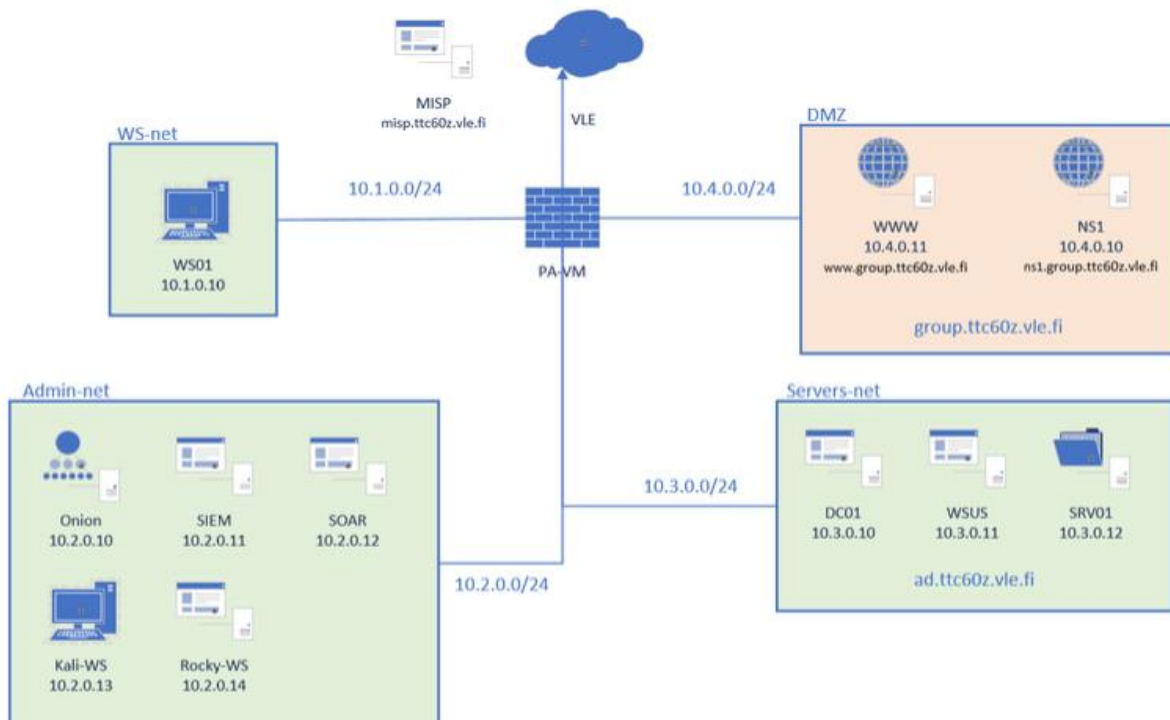 MISP
misp.ttc60z.vle.fi
VLE
WS-net
WS01
10.1.0.10
10.1.0.0/24
PA-VM
10.4.0.0/24
DMZ
WWW
10.4.0.11
www.group.ttc60z.vle.fi
NS1
10.4.0.10
ns1.group.ttc60z.vle.fi
group.ttc60z.vle.fi
Admin-net
Onion
10.2.0.10
SIEM
10.2.0.11
SOAR
10.2.0.12
Kali-WS
10.2.0.13
Rocky-WS
10.2.0.14
10.2.0.0/24
10.3.0.0/24
Servers-net
DC01
10.3.0.10
WSUS
10.3.0.11
SRV01
10.3.0.12
ad.ttc60z.vle.fi